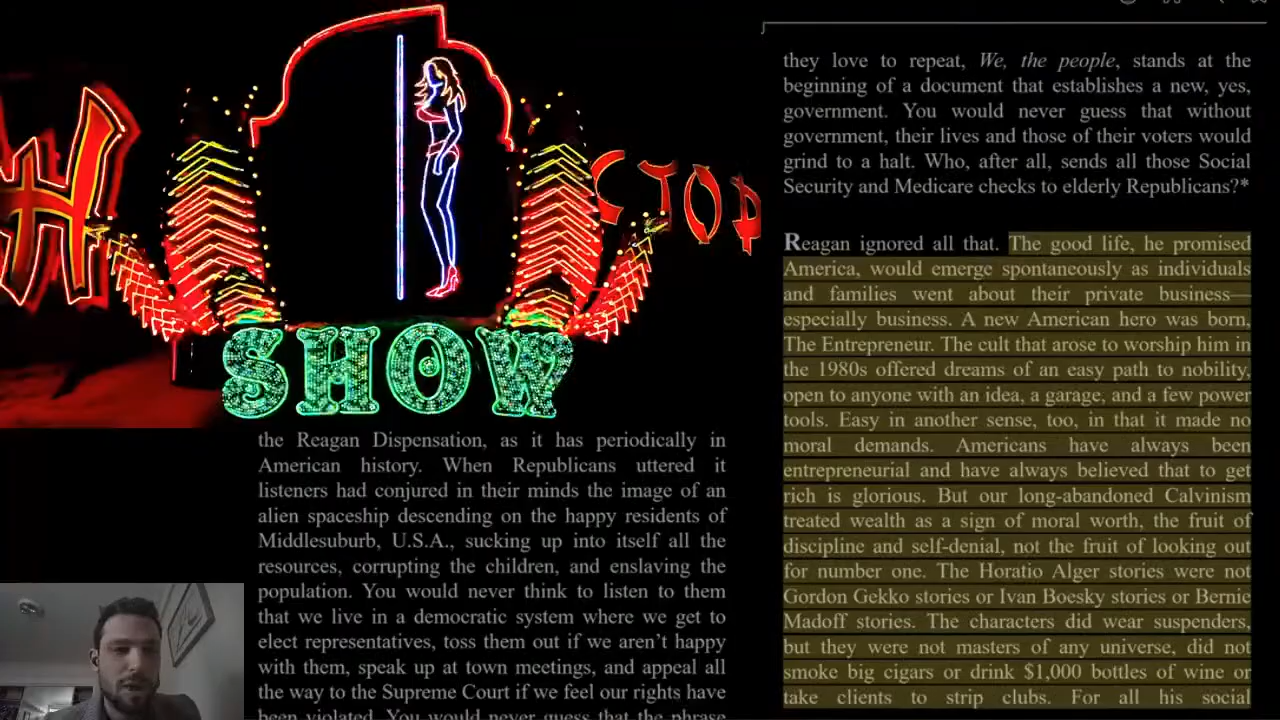 H
CTOR
SHOW
the Reagan Dispensation, as it has periodically in
American history. When Republicans uttered it
listeners had conjured in their minds the image of an
alien spaceship descending on the happy residents of
Middlesuburb, U.S.A., sucking up into itself all the
resources, corrupting the children, and enslaving the
population. You would never think to listen to them
that we live in a democratic system where we get to
elect representatives, toss them out if we aren’t happy
with them, speak up at town meetings, and appeal all
the way to the Supreme Court if we feel our rights have
been violated. You would never guess that the phrase
they love to repeat, We, the people, stands at the
beginning of a document that establishes a new, yes,
government. You would never guess that without
government, their lives and those of their voters would
grind to a halt. Who, after all, sends all those Social
Security and Medicare checks to elderly Republicans?*
Reagan ignored all that. The good life, he promised
America, would emerge spontaneously as individuals
and families went about their private business—
especially business. A new American hero was born,
The Entrepreneur. The cult that arose to worship him in
the 1980s offered dreams of an easy path to nobility,
open to anyone with an idea, a garage, and a few power
tools. Easy in another sense, too, in that it made no
moral demands. Americans have always been
entrepreneurial and have always believed that to get
rich is glorious. But our long-abandoned Calvinism
treated wealth as a sign of moral worth, the fruit of
discipline and self-denial, not the fruit of looking out
for number one. The Horatio Alger stories were not
Gordon Gekko stories or Ivan Boesky stories or Bernie
Madoff stories. The characters did wear suspenders,
but they were not masters of any universe, did not
smoke big cigars or drink $1,000 bottles of wine or
take clients to strip clubs. For all his social